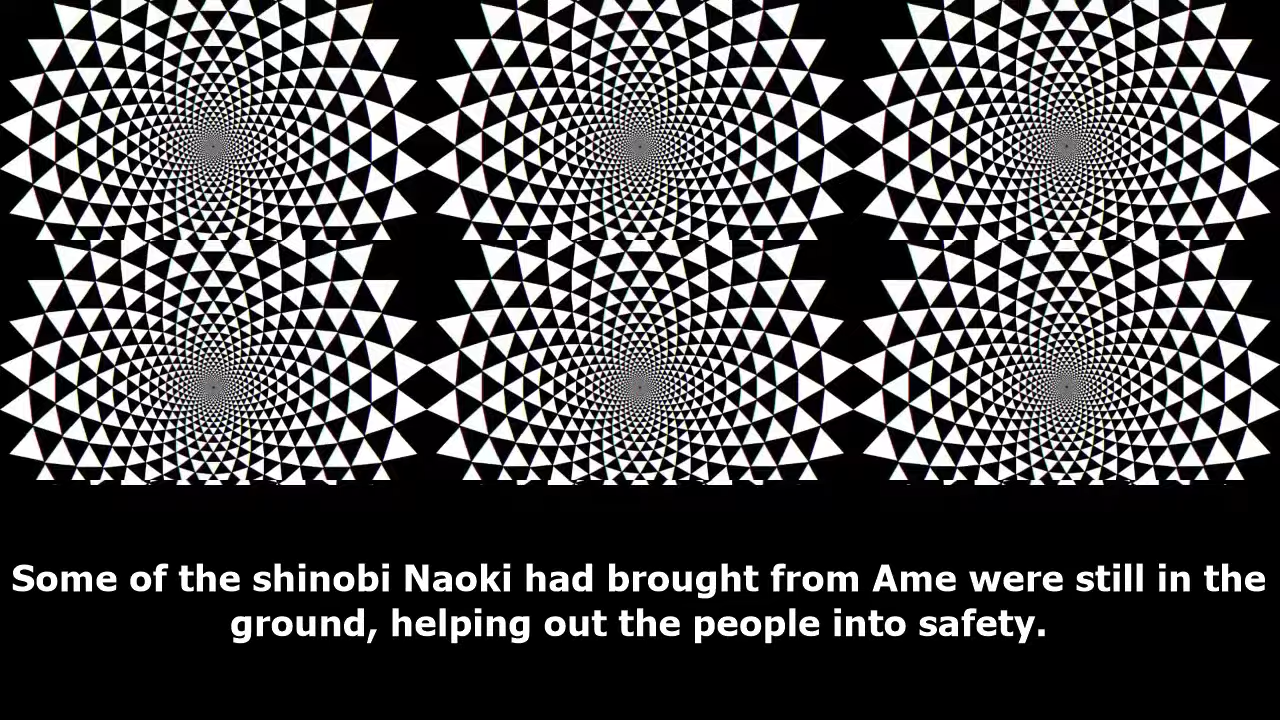 Some of the shinobi Naoki had brought from Ame were still in the
ground, helping out the people into safety.